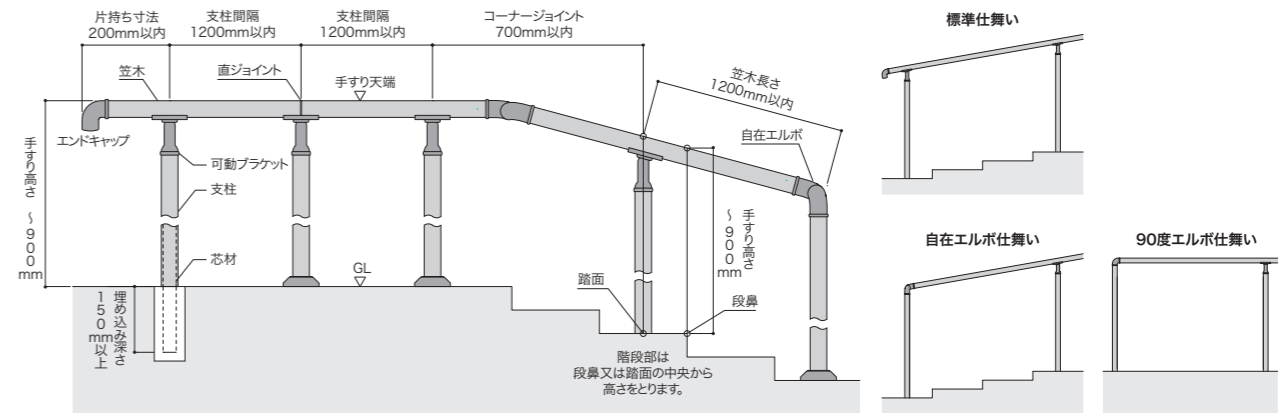 片持ち寸法
200mm以内
支柱間隔
1200mm以内
支柱間隔
1200mm以内
コーナージョイント
700mm以内
笠木
直ジョイント
手すり天端
笠木長さ
1200mm以内
自在エルボ
エンドキャップ
可動ブラケット
支柱
芯材
手すり高さ ～900mm
埋め込み深さ
150mm以上
GL
手すり高さ
～900mm
踏面
段鼻
階段部は
段鼻又は踏面の中央から
高さをとります。
標準仕舞い
自在エルボ仕舞い
90度エルボ仕舞い